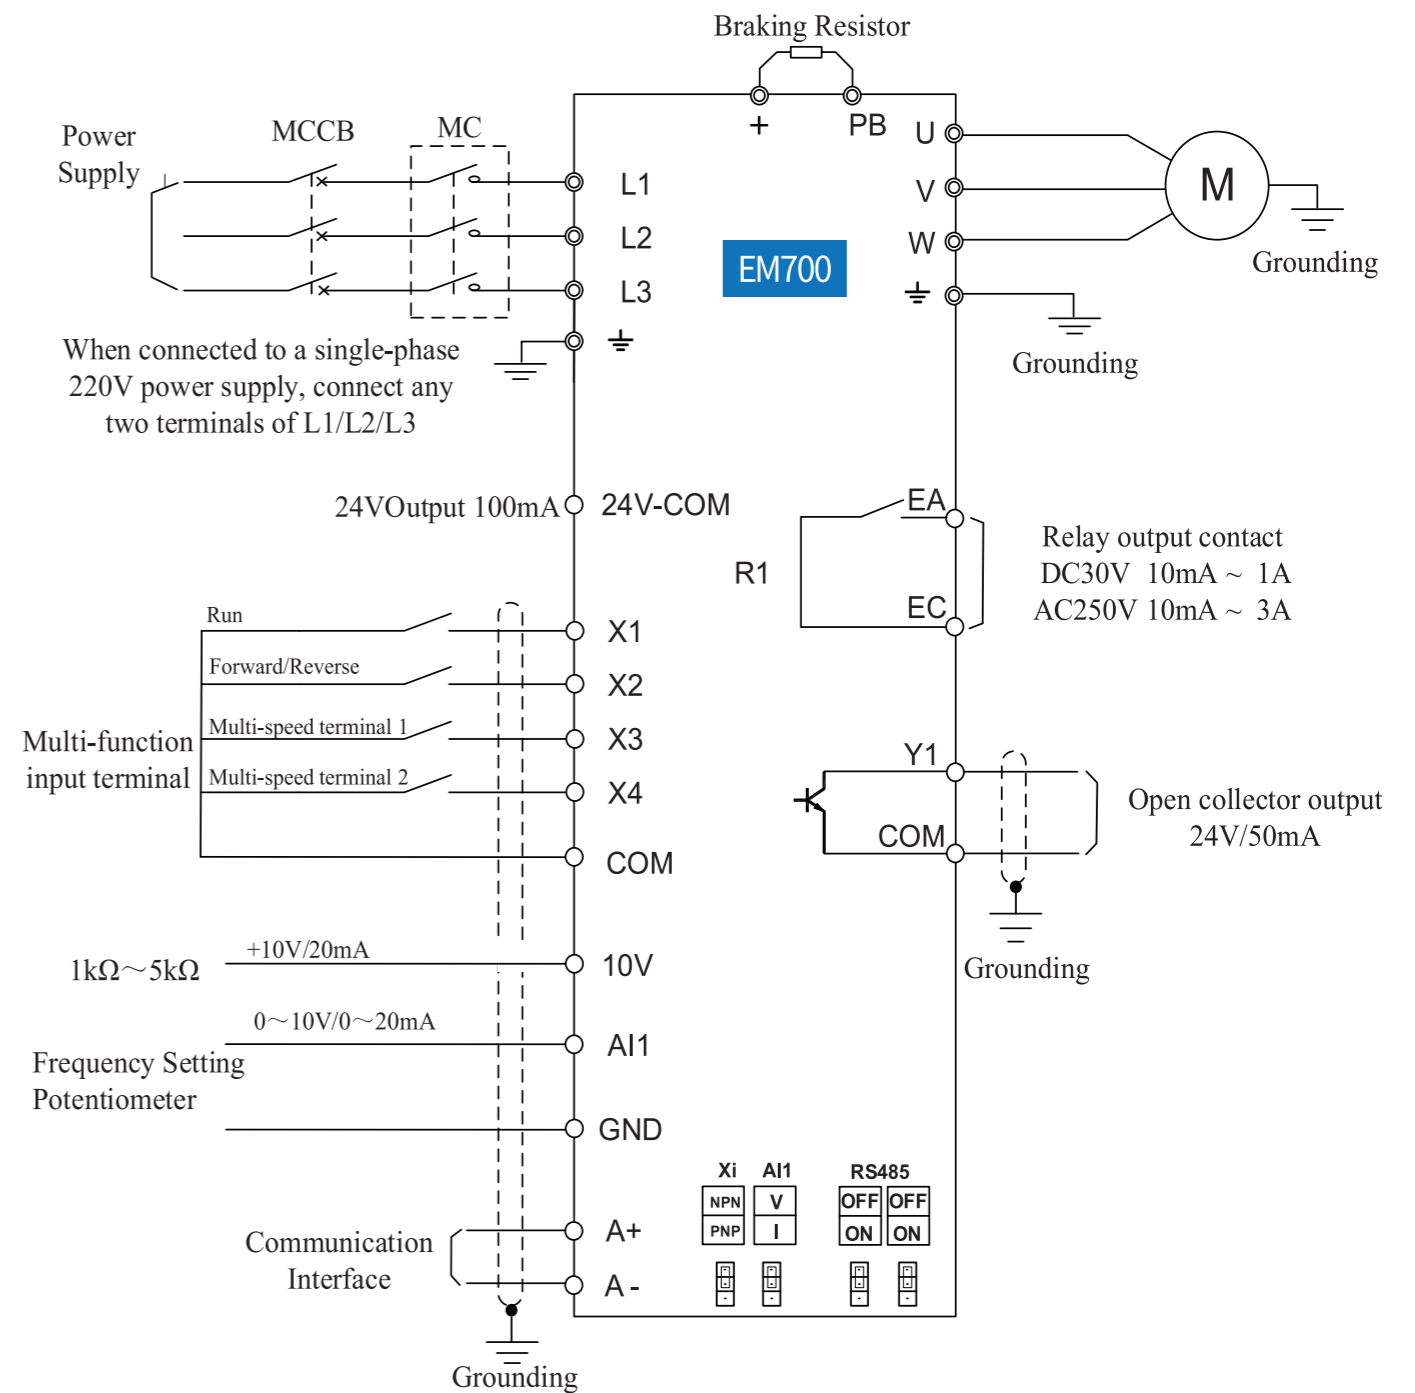 Braking Resistor
+
PB
Power
Supply
MCCB
MC
L1
L2
L3
U
V
W
EM700
M
Grounding
Grounding
When connected to a single-phase
220V power supply, connect any
two terminals of L1/L2/L3
24VOutput 100mA
24V-COM
EA
R1
EC
Relay output contact
DC30V 10mA ~ 1A
AC250V 10mA ~ 3A
Run
X1
Forward/Reverse
X2
Multi-function
input terminal
Multi-speed terminal 1
X3
Multi-speed terminal 2
X4
COM
Y1
COM
Open collector output
24V/50mA
Grounding
1kΩ～5kΩ
+10V/20mA
10V
0～10V/0～20mA
AI1
Frequency Setting
Potentiometer
GND
Xi AI1 RS485
NPN V OFF OFF
PNP I ON ON
Communication
Interface
A+
A -
Grounding